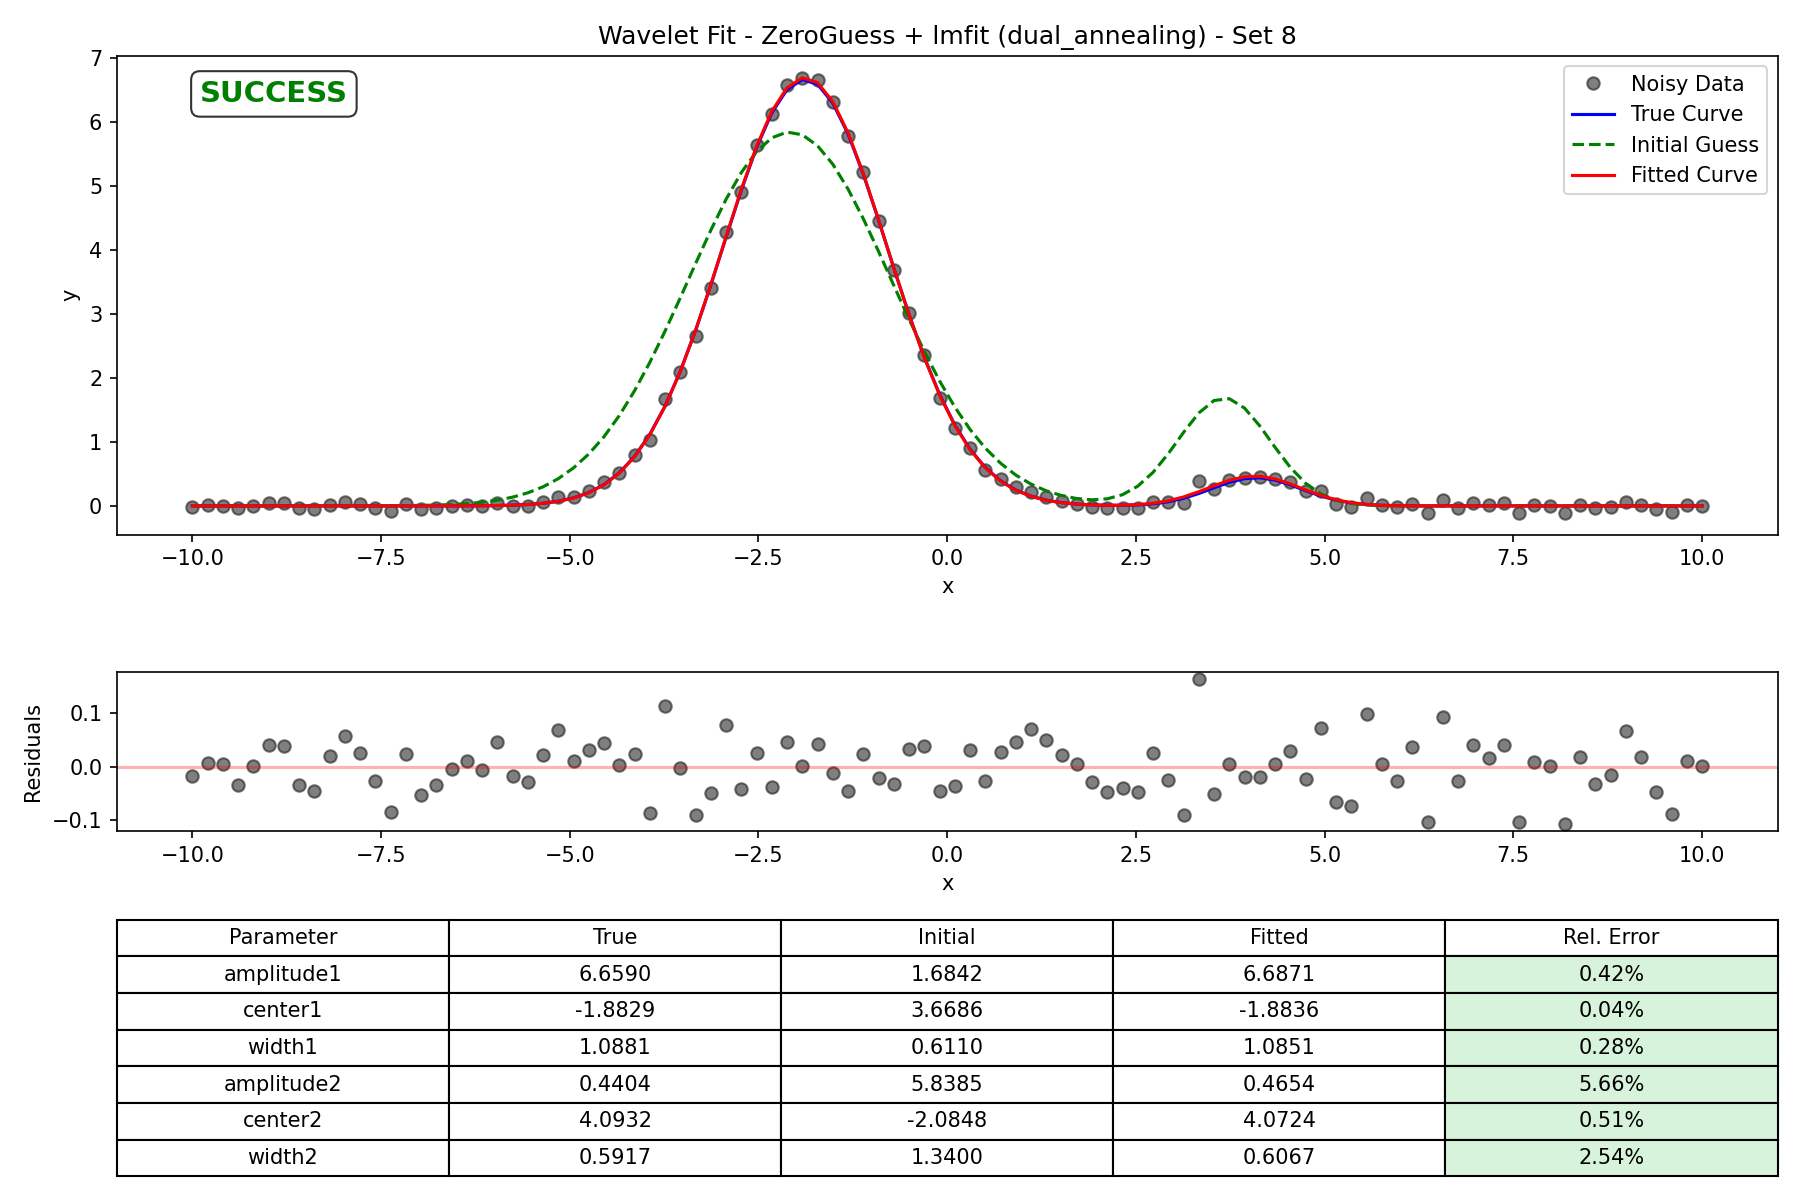 Wavelet Fit - ZeroGuess + lmfit (dual_annealing) - Set 8
SUCCESS
Noisy Data
True Curve
Initial Guess
Fitted Curve
7
6
5
4
3
2
1
0
y
−10.0 −7.5 −5.0 −2.5 0.0 2.5 5.0 7.5 10.0
x
0.1
0.0
−0.1
Residuals
−10.0 −7.5 −5.0 −2.5 0.0 2.5 5.0 7.5 10.0
x
Parameter True Initial Fitted Rel. Error
amplitude1 6.6590 1.6842 6.6871 0.42%
center1 -1.8829 3.6686 -1.8836 0.04%
width1 1.0881 0.6110 1.0851 0.28%
amplitude2 0.4404 5.8385 0.4654 5.66%
center2 4.0932 -2.0848 4.0724 0.51%
width2 0.5917 1.3400 0.6067 2.54%